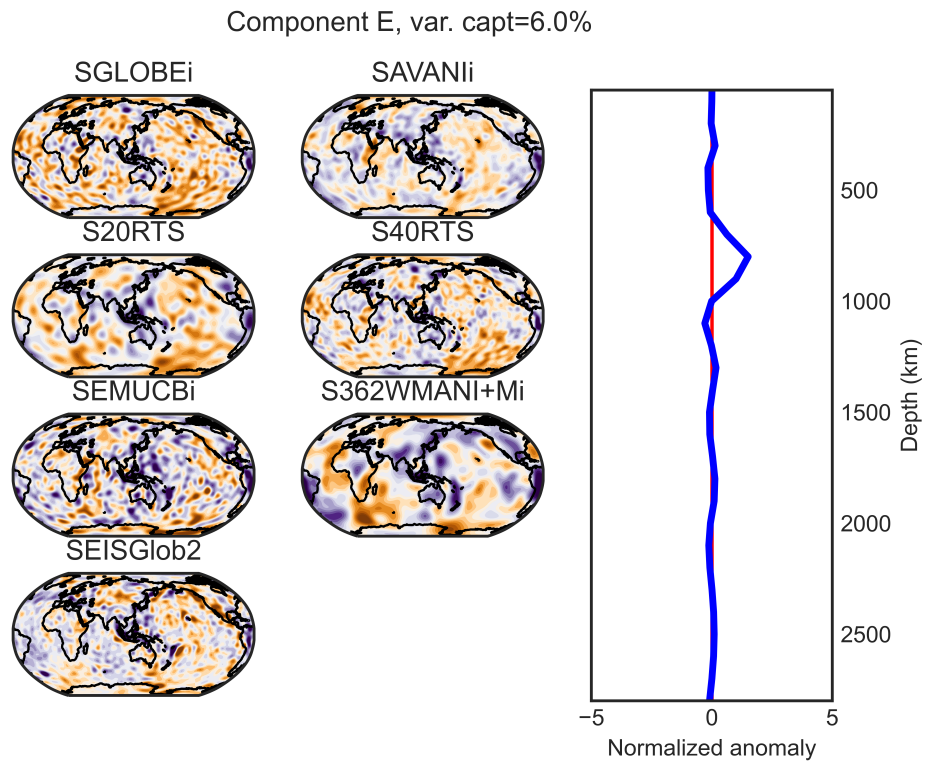 Component E, var. capt=6.0%
SGLOBEi
SAVANIi
S20RTS
S40RTS
SEMUCBi
S362WMANI+Mi
SEISGlob2
500
1000
1500
2000
2500
Depth (km)
−5 0 5
Normalized anomaly